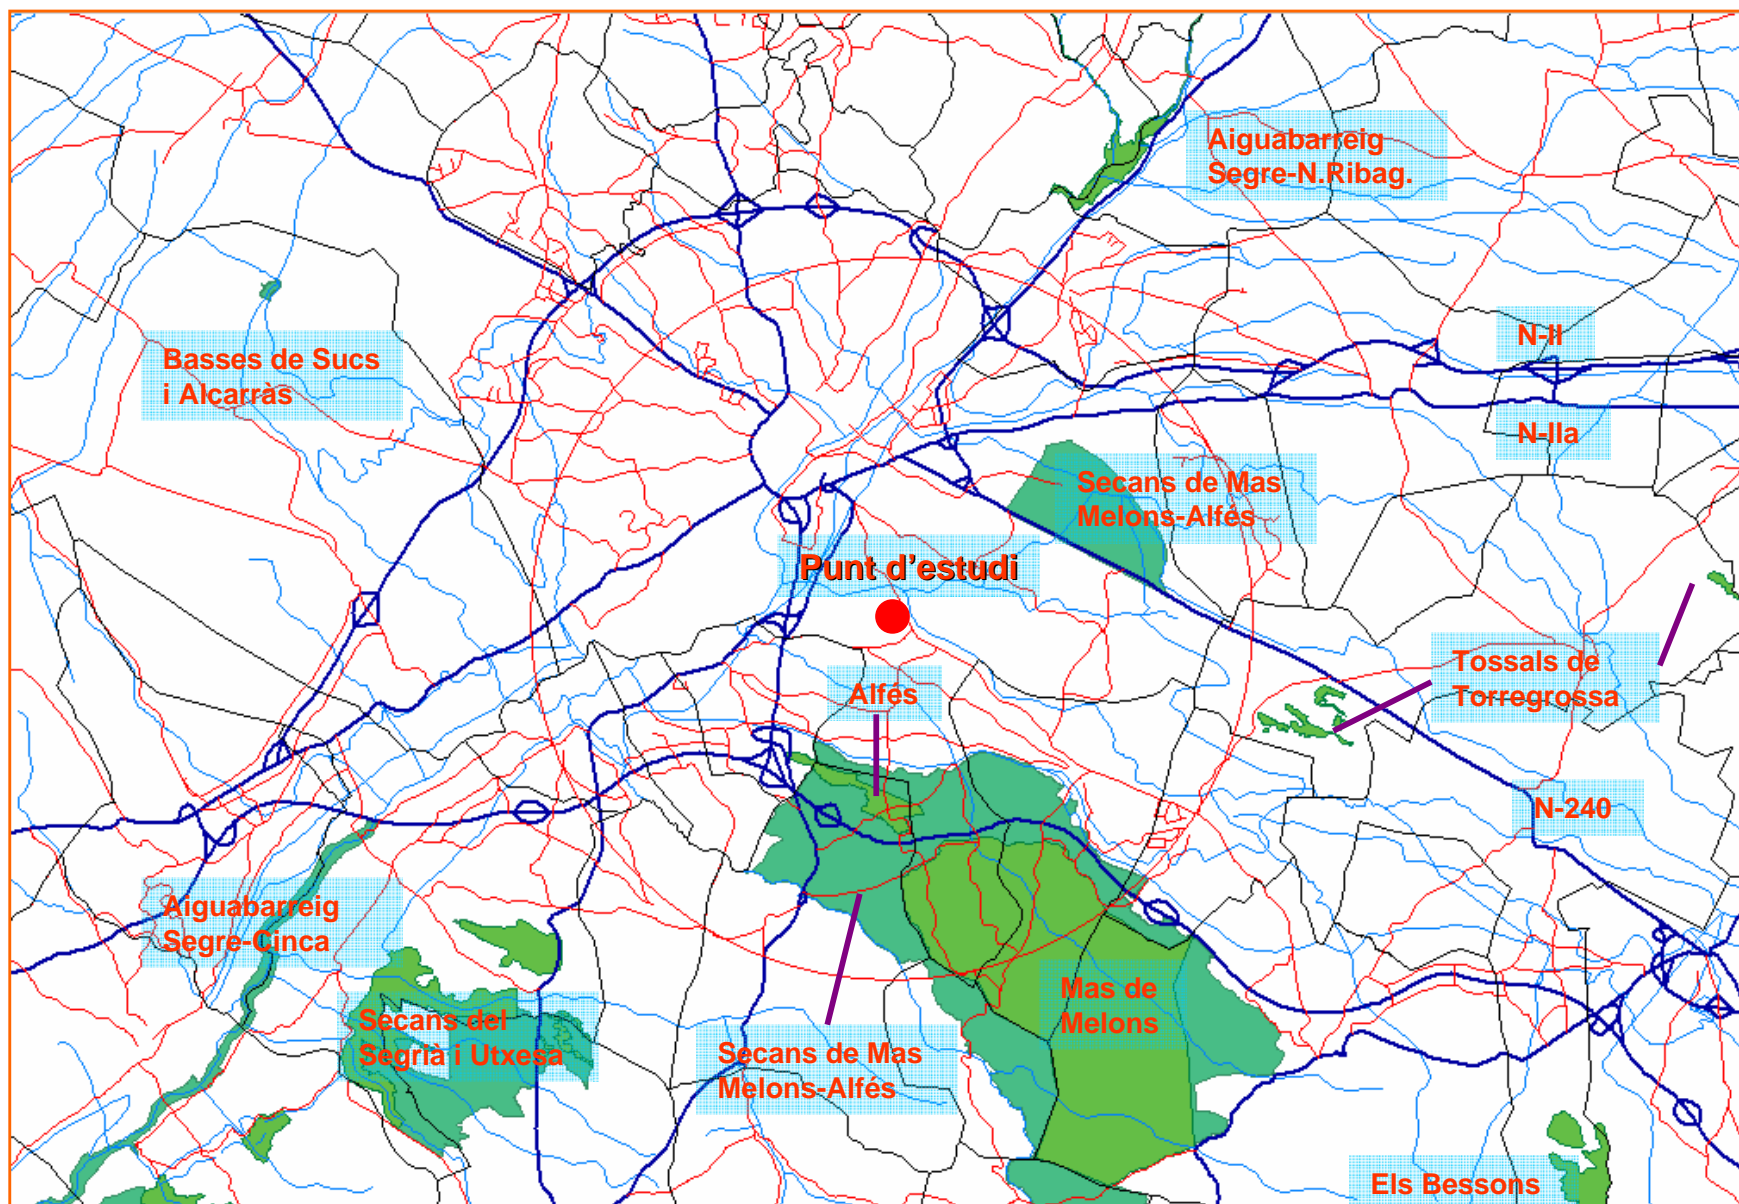 Aiguabarreig
Segre-N.Ribag.
N-II
Basses de Sucs
i Alcarràs
N-IIa
Secans de Mas
Melons-Alfés
Punt d'estudi
Tossals de
Torregrossa
Alfés
N-240
Aiguabarreig
Segre-Cinca
Mas de
Melons
Secans del
Segrià i Utxesa
Secans de Mas
Melons-Alfés
Els Bessons